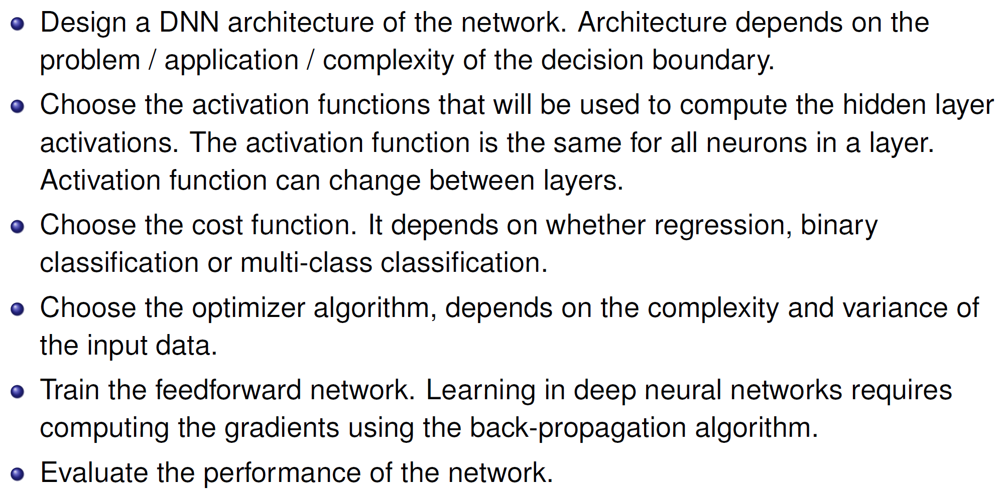 Design a DNN architecture of the network. Architecture depends on the
problem / application / complexity of the decision boundary.
Choose the activation functions that will be used to compute the hidden layer
activations. The activation function is the same for all neurons in a layer.
Activation function can change between layers.
Choose the cost function. It depends on whether regression, binary
classification or multi-class classification.
Choose the optimizer algorithm, depends on the complexity and variance of
the input data.
Train the feedforward network. Learning in deep neural networks requires
computing the gradients using the back-propagation algorithm.
Evaluate the performance of the network.